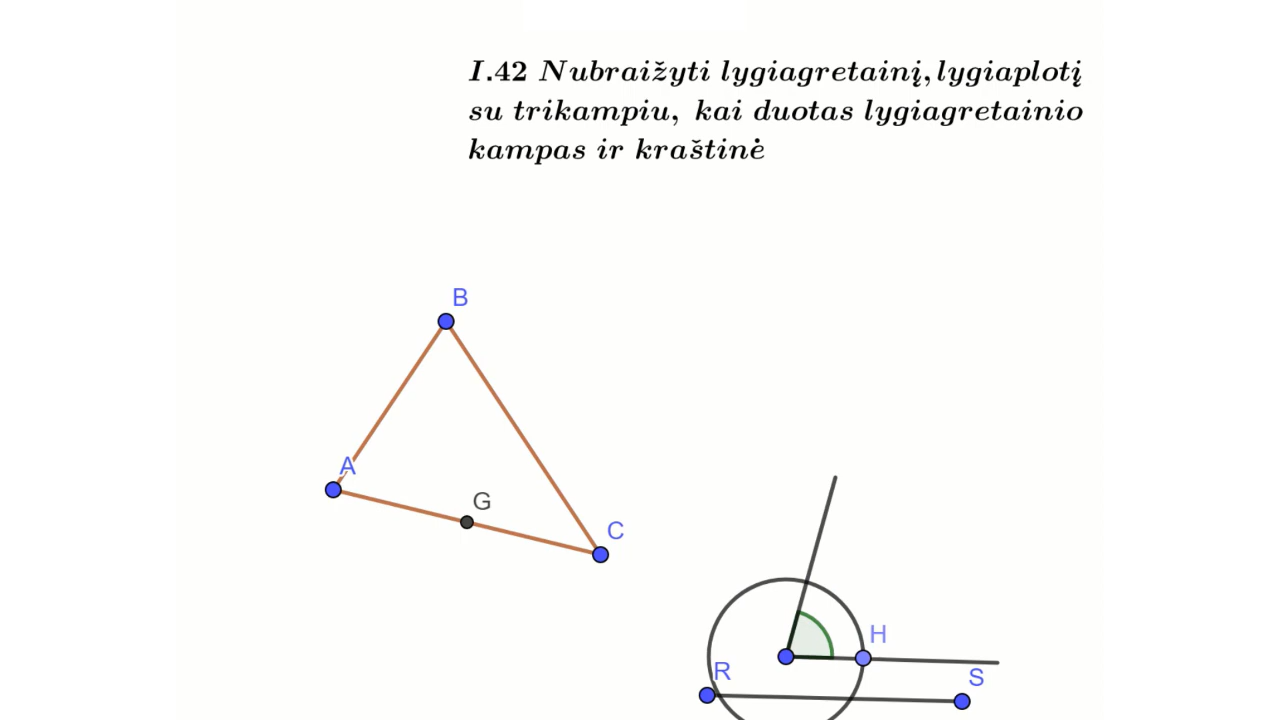 I.42 Nubraižyti lygiagretainį, lygiaplotį
su trikampiu, kai duotas lygiagretainio
kampas ir kraštinė
B
A
G
C
H
R
S